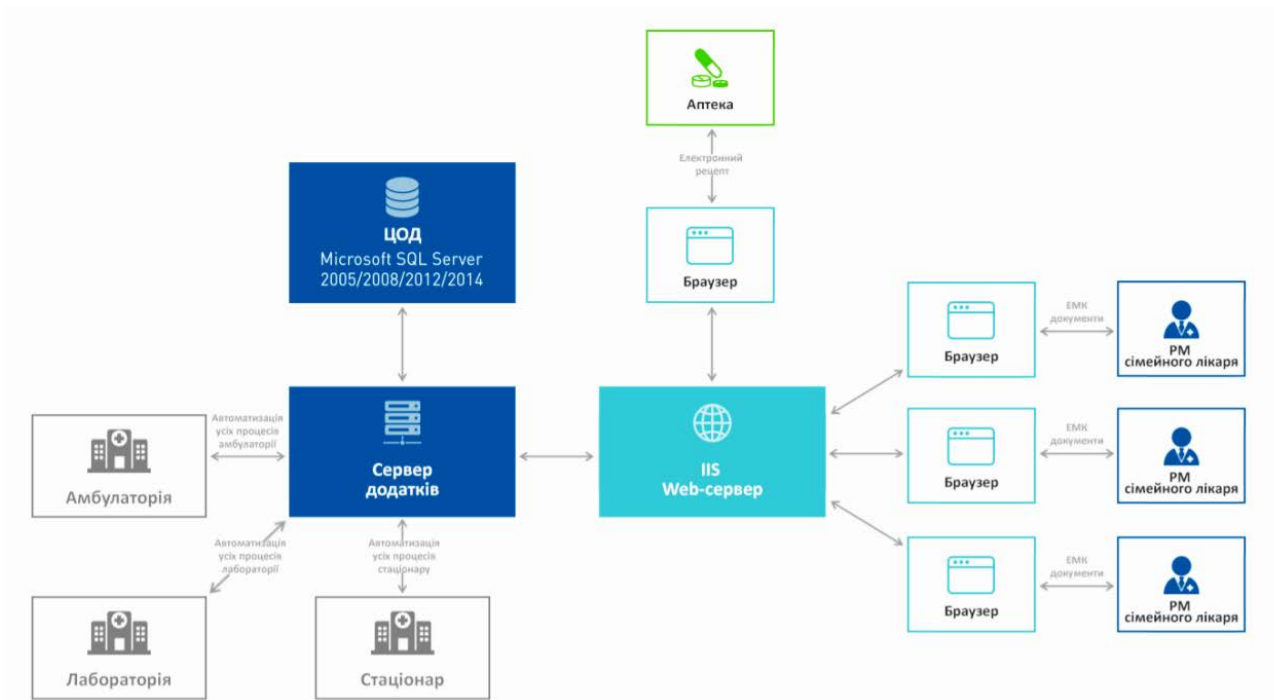 Аптека
Електронний
рецепт
Браузер
ЦОД
Microsoft SQL Server
2005/2008/2012/2014
Браузер
ЕМК
документи
РМ
сімейного лікаря
Автоматизація
усіх процесів
амбулаторії
Амбулаторія
Сервер
додатків
IIS
Web-сервер
Браузер
ЕМК
документи
РМ
сімейного лікаря
Автоматизація
усіх процесів
лабораторії
Автоматизація
усіх процесів
стаціонару
Лабораторія
Стаціонар
Браузер
ЕМК
документи
РМ
сімейного лікаря